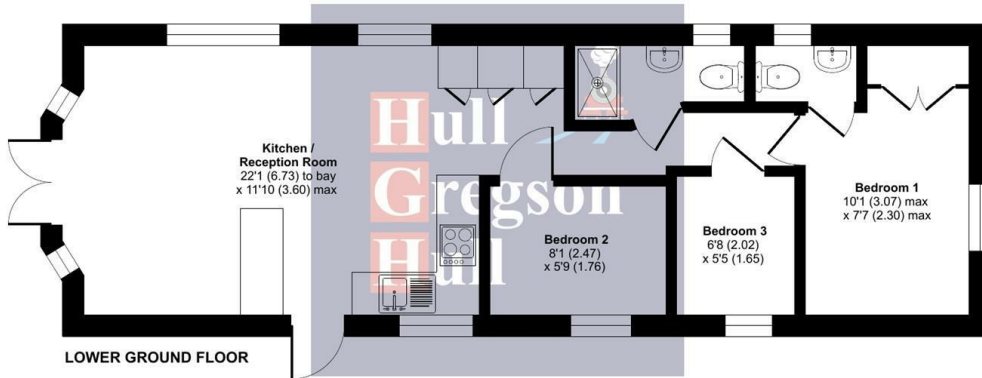 Hull
Gregson
Hull
Kitchen /
Reception Room
22'1 (6.73) to bay
x 11'10 (3.60) max
Bedroom 2
8'1 (2.47)
x 5'9 (1.76)
Bedroom 3
6'8 (2.02)
x 5'5 (1.65)
Bedroom 1
10'1 (3.07) max
x 7'7 (2.30) max
LOWER GROUND FLOOR